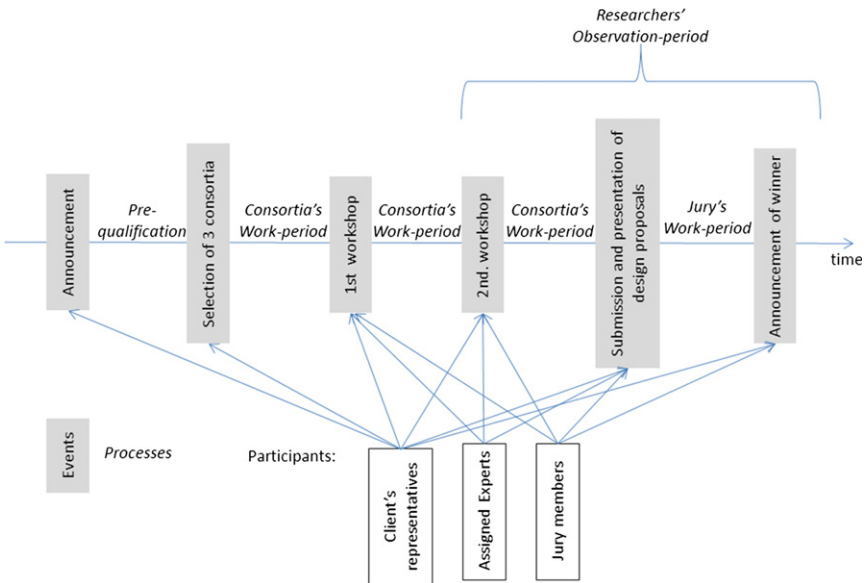 Researchers'
Observation-period
Announcement
Pre-
qualification
Selection of 3 consortia
Consortia's
Work-period
1st workshop
Consortia's
Work-period
2nd. workshop
Consortia's
Work-period
Submission and presentation of
design proposals
Jury's
Work-period
Announcement of winner
time
Events
Processes
Participants:
Client's
representatives
Assigned Experts
Jury members